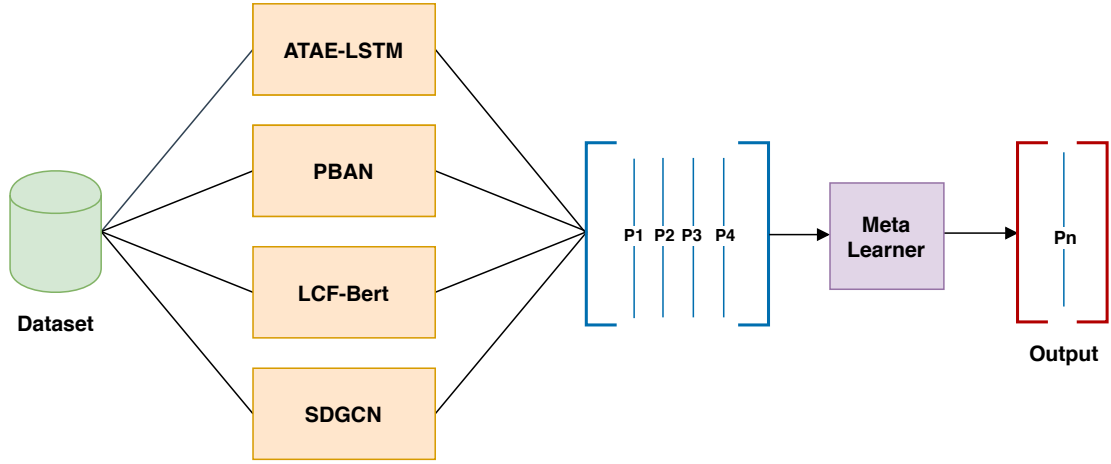 ATAE-LSTM
PBAN
LCF-Bert
SDGCN
Dataset
P1 P2 P3 P4
Meta
Learner
Pn
Output